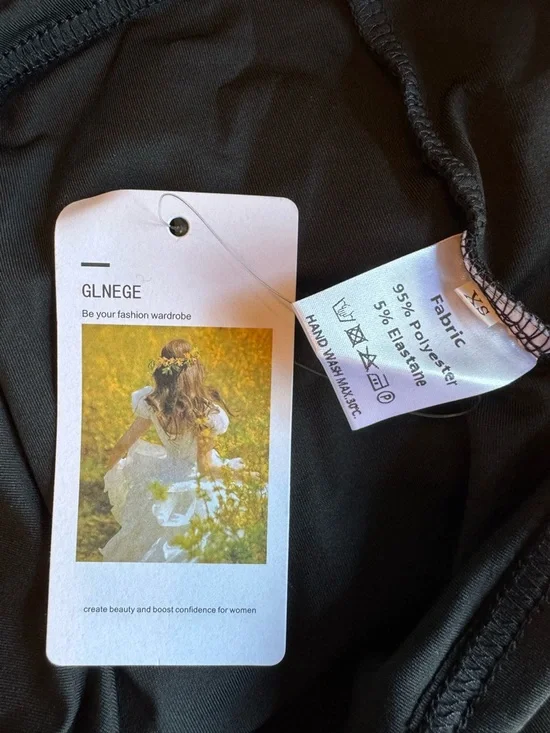 GLNEGE
Be your fashion wardrobe
create beauty and boost confidence for women
XS
Fabric
95% Polyester
5% Elastane
P
HAND WASH MAX.30℃.